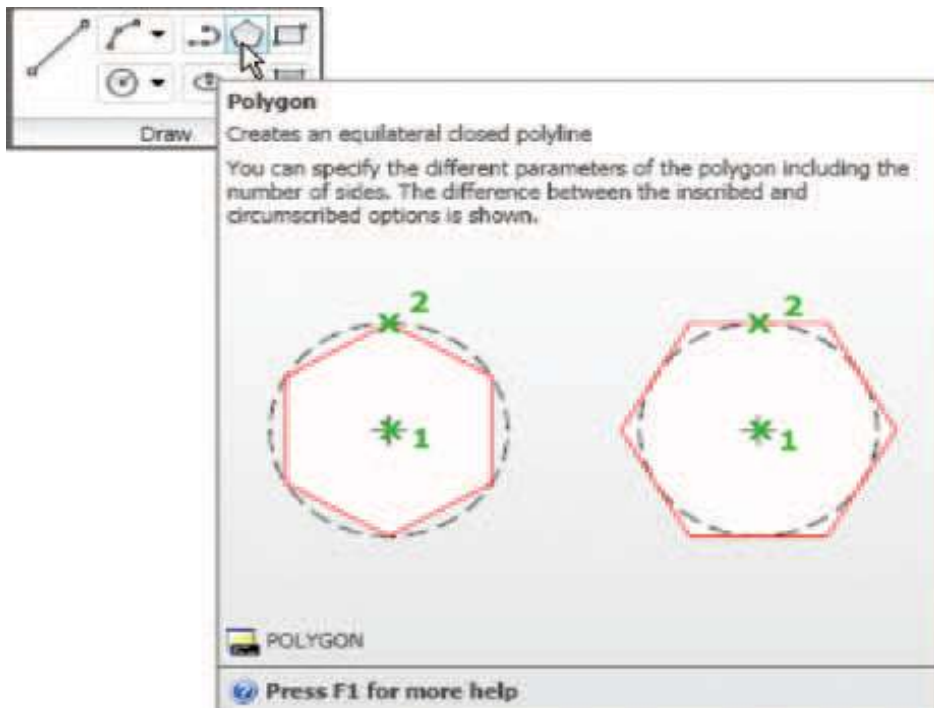 Draw
Polygon
Creates an equilateral closed polyline
You can specify the different parameters of the polygon including the
number of sides. The difference between the inscribed and
circumscribed options is shown.
2
1
2
1
POLYGON
Press F1 for more help